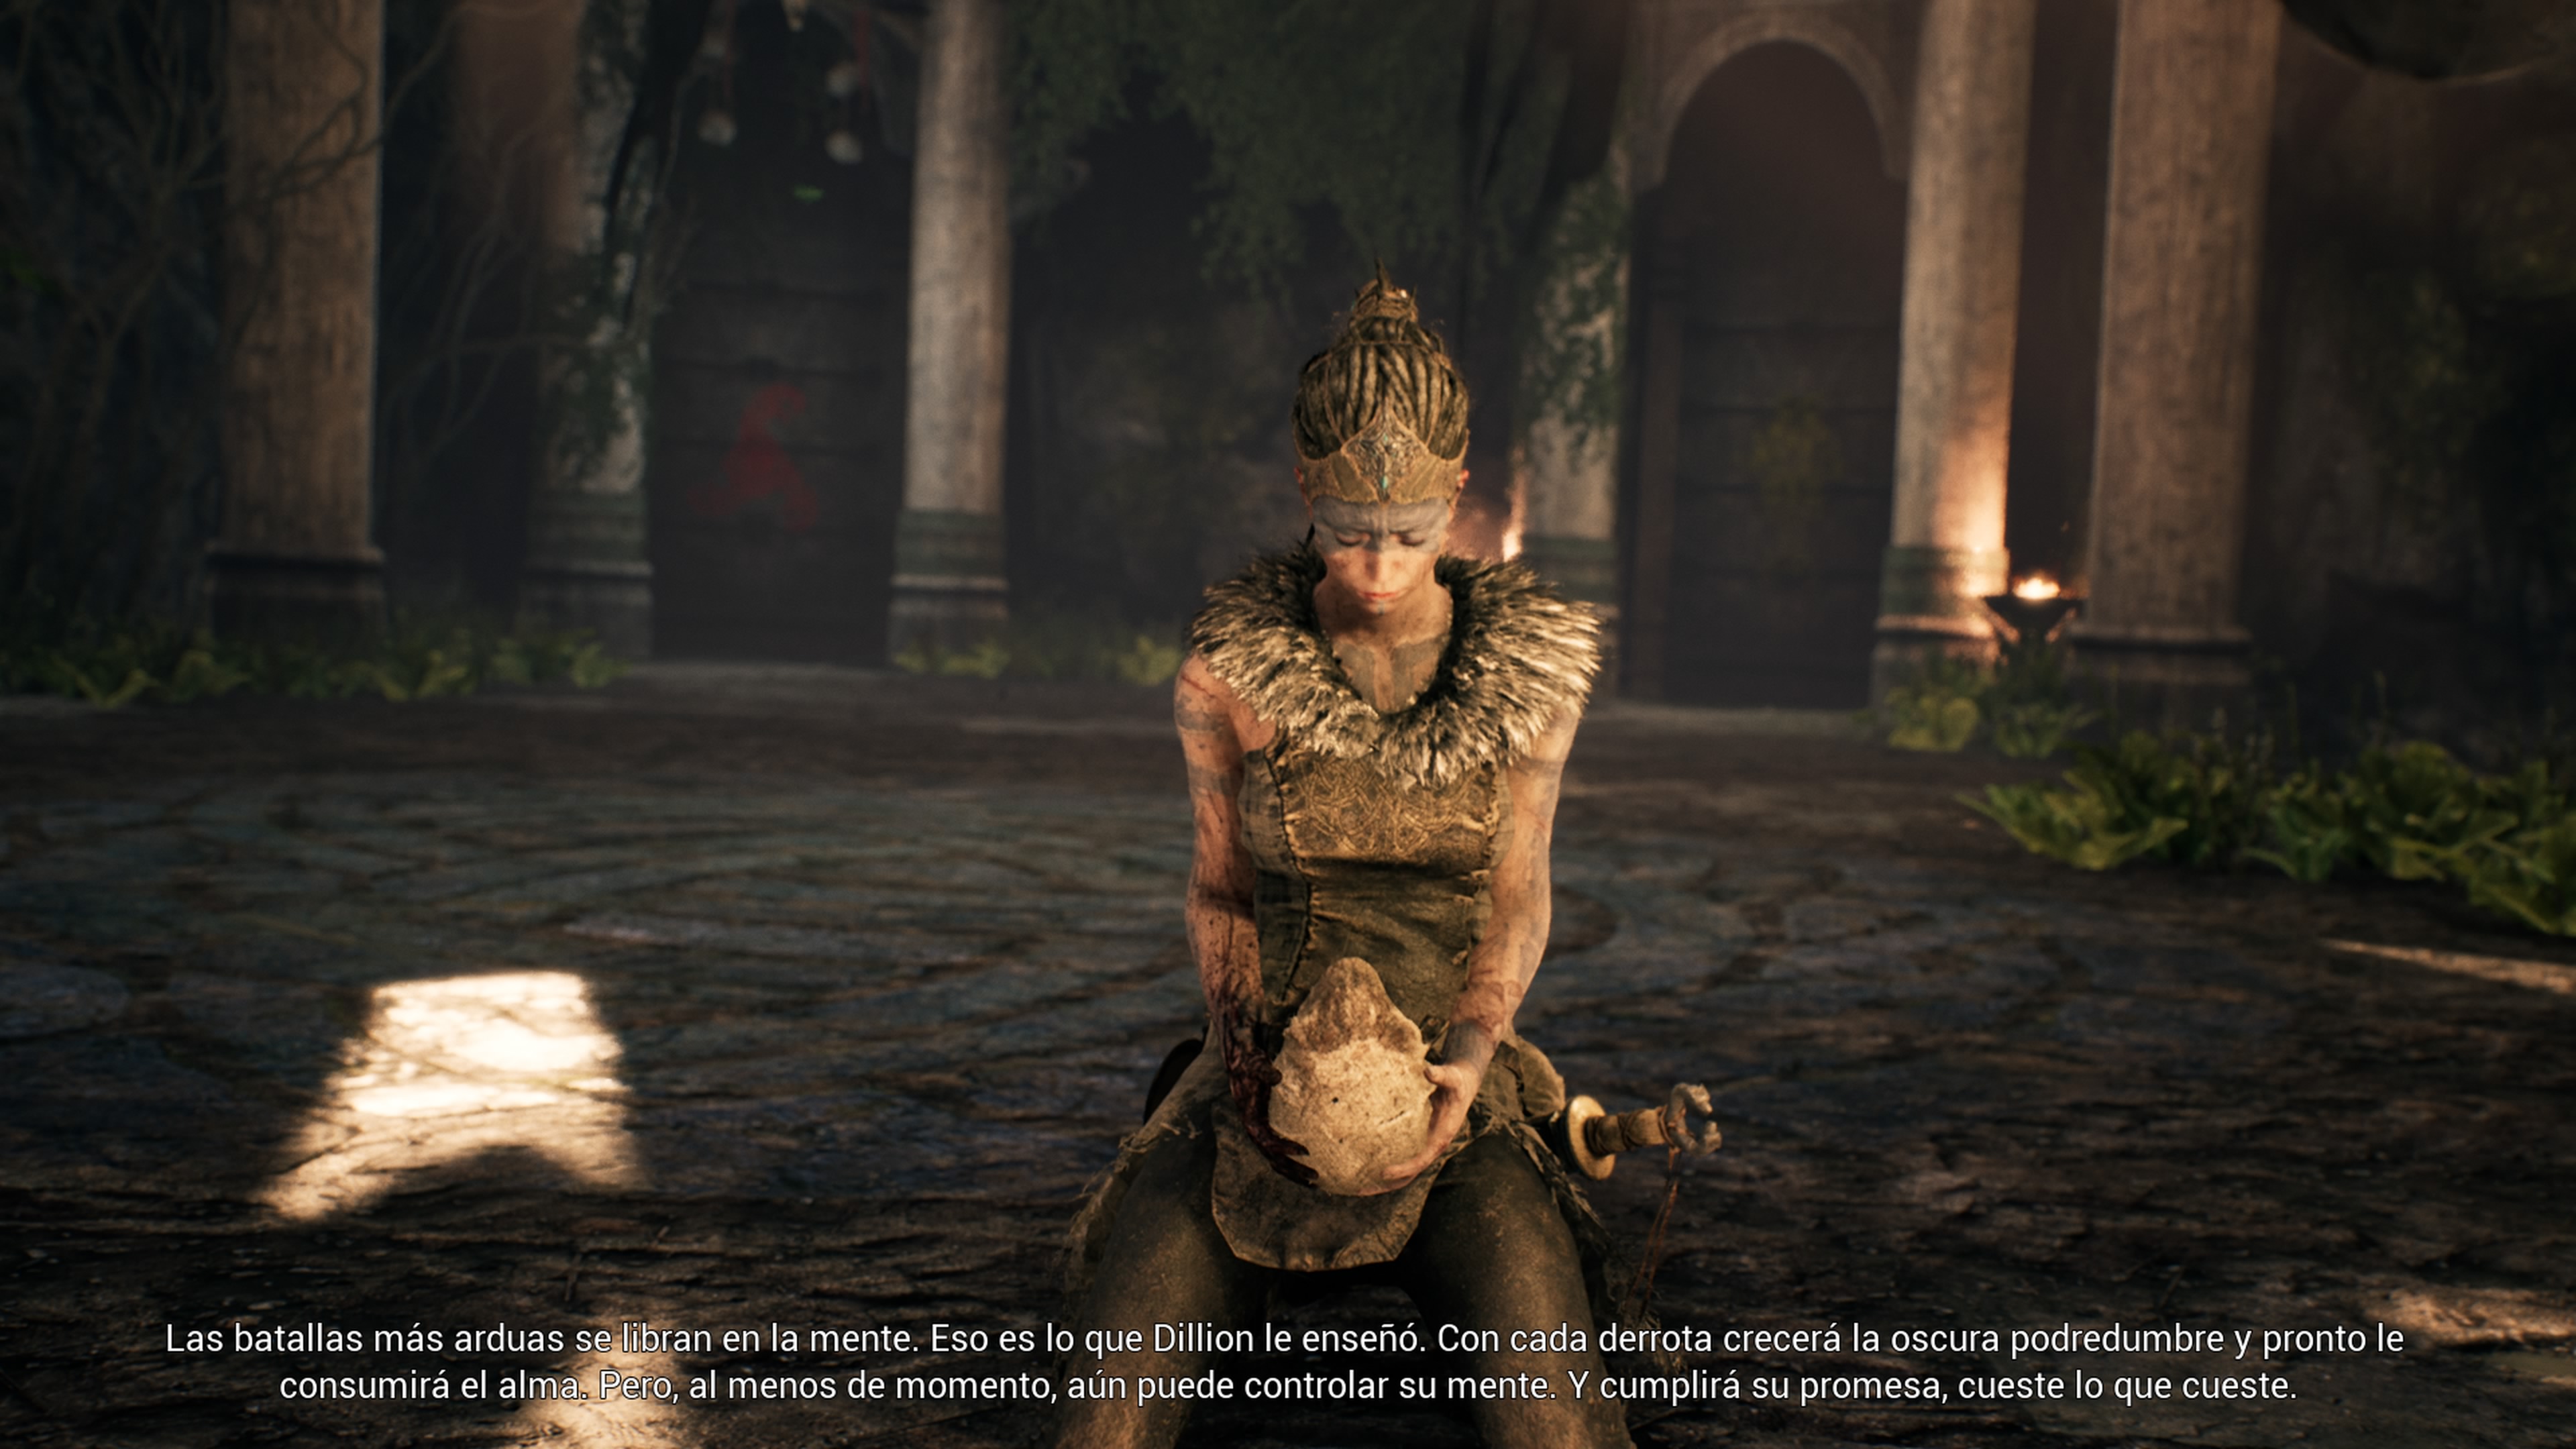 Las batallas más arduas se libran en la mente. Eso es lo que Dillion le enseñó. Con cada derrota crecerá la oscura podredumbre y pronto le
consumirá el alma. Pero, al menos de momento, aún puede controlar su mente. Y cumplirá su promesa, cueste lo que cueste.